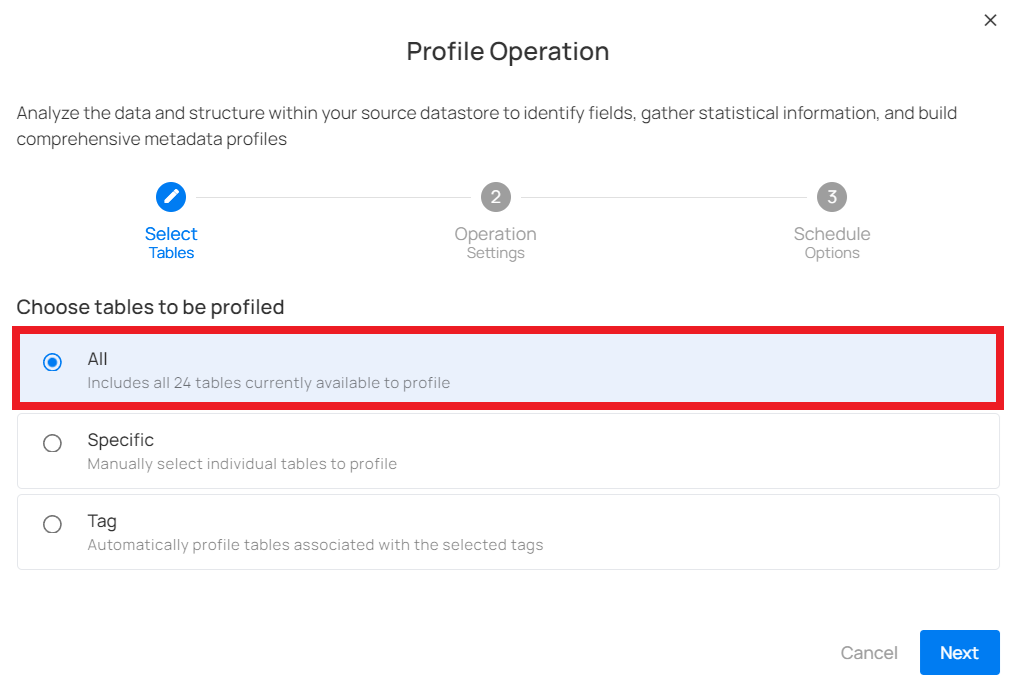 Profile Operation
Analyze the data and structure within your source datastore to identify fields, gather statistical information, and build
comprehensive metadata profiles
2
3
Select
Tables
Operation
Settings
Schedule
Options
Choose tables to be profiled
All
Includes all 24 tables currently available to profile
Specific
Manually select individual tables to profile
Tag
Automatically profile tables associated with the selected tags
Cancel
Next